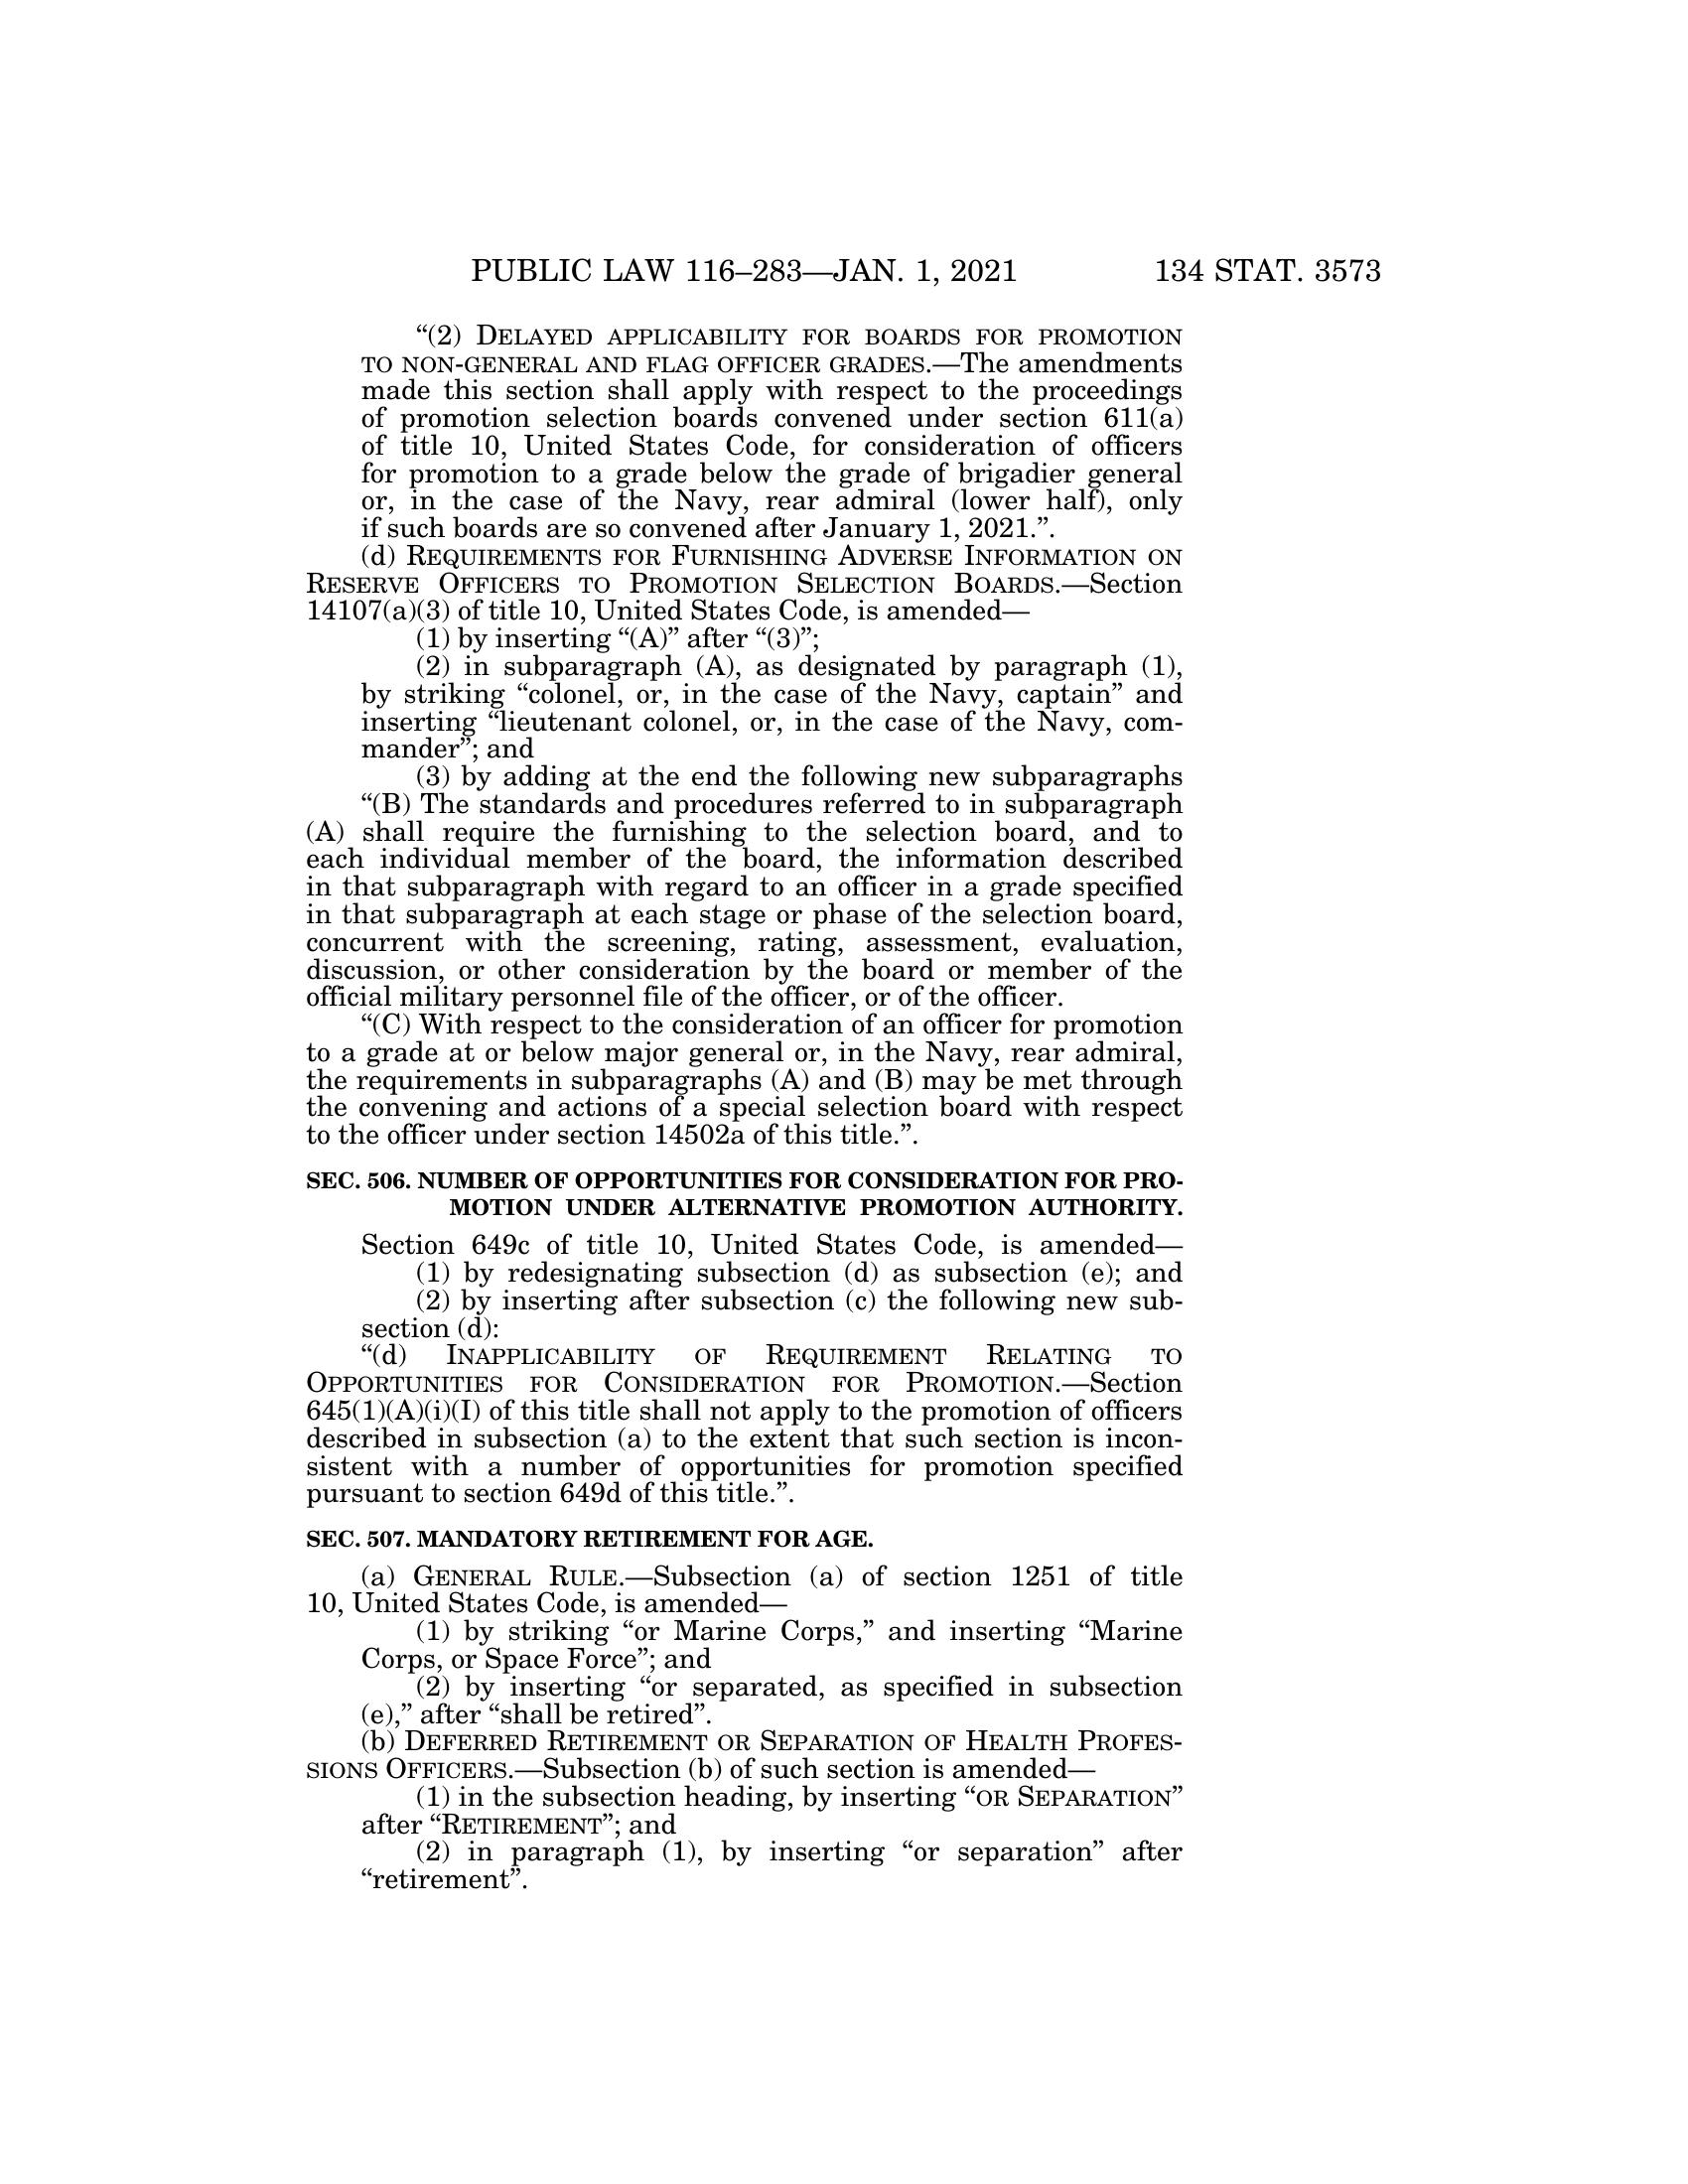 PUBLIC LAW 116–283—JAN. 1, 2021 134 STAT. 3573
“(2) DELAYED APPLICABILITY FOR BOARDS FOR PROMOTION
TO NON-GENERAL AND FLAG OFFICER GRADES.—The amendments
made this section shall apply with respect to the proceedings
of promotion selection boards convened under section 611(a)
of title 10, United States Code, for consideration of officers
for promotion to a grade below the grade of brigadier general
or, in the case of the Navy, rear admiral (lower half), only
if such boards are so convened after January 1, 2021.”.
(d) REQUIREMENTS FOR FURNISHING ADVERSE INFORMATION ON
RESERVE OFFICERS TO PROMOTION SELECTION BOARDS.—Section
14107(a)(3) of title 10, United States Code, is amended—
(1) by inserting “(A)” after “(3)”;
(2) in subparagraph (A), as designated by paragraph (1),
by striking “colonel, or, in the case of the Navy, captain” and
inserting “lieutenant colonel, or, in the case of the Navy, com-
mander”; and
(3) by adding at the end the following new subparagraphs
“(B) The standards and procedures referred to in subparagraph
(A) shall require the furnishing to the selection board, and to
each individual member of the board, the information described
in that subparagraph with regard to an officer in a grade specified
in that subparagraph at each stage or phase of the selection board,
concurrent with the screening, rating, assessment, evaluation,
discussion, or other consideration by the board or member of the
official military personnel file of the officer, or of the officer.
“(C) With respect to the consideration of an officer for promotion
to a grade at or below major general or, in the Navy, rear admiral,
the requirements in subparagraphs (A) and (B) may be met through
the convening and actions of a special selection board with respect
to the officer under section 14502a of this title.”.
SEC. 506. NUMBER OF OPPORTUNITIES FOR CONSIDERATION FOR PRO-
MOTION UNDER ALTERNATIVE PROMOTION AUTHORITY.
Section 649c of title 10, United States Code, is amended—
(1) by redesignating subsection (d) as subsection (e); and
(2) by inserting after subsection (c) the following new sub-
section (d):
“(d) INAPPLICABILITY OF REQUIREMENT RELATING TO
OPPORTUNITIES FOR CONSIDERATION FOR PROMOTION.—Section
645(1)(A)(i)(I) of this title shall not apply to the promotion of officers
described in subsection (a) to the extent that such section is incon-
sistent with a number of opportunities for promotion specified
pursuant to section 649d of this title.”.
SEC. 507. MANDATORY RETIREMENT FOR AGE.
(a) GENERAL RULE.—Subsection (a) of section 1251 of title
10, United States Code, is amended—
(1) by striking “or Marine Corps,” and inserting “Marine
Corps, or Space Force”; and
(2) by inserting “or separated, as specified in subsection
(e),” after “shall be retired”.
(b) DEFERRED RETIREMENT OR SEPARATION OF HEALTH PROFES-
SIONS OFFICERS.—Subsection (b) of such section is amended—
(1) in the subsection heading, by inserting “OR SEPARATION”
after “RETIREMENT”; and
(2) in paragraph (1), by inserting “or separation” after
“retirement”.